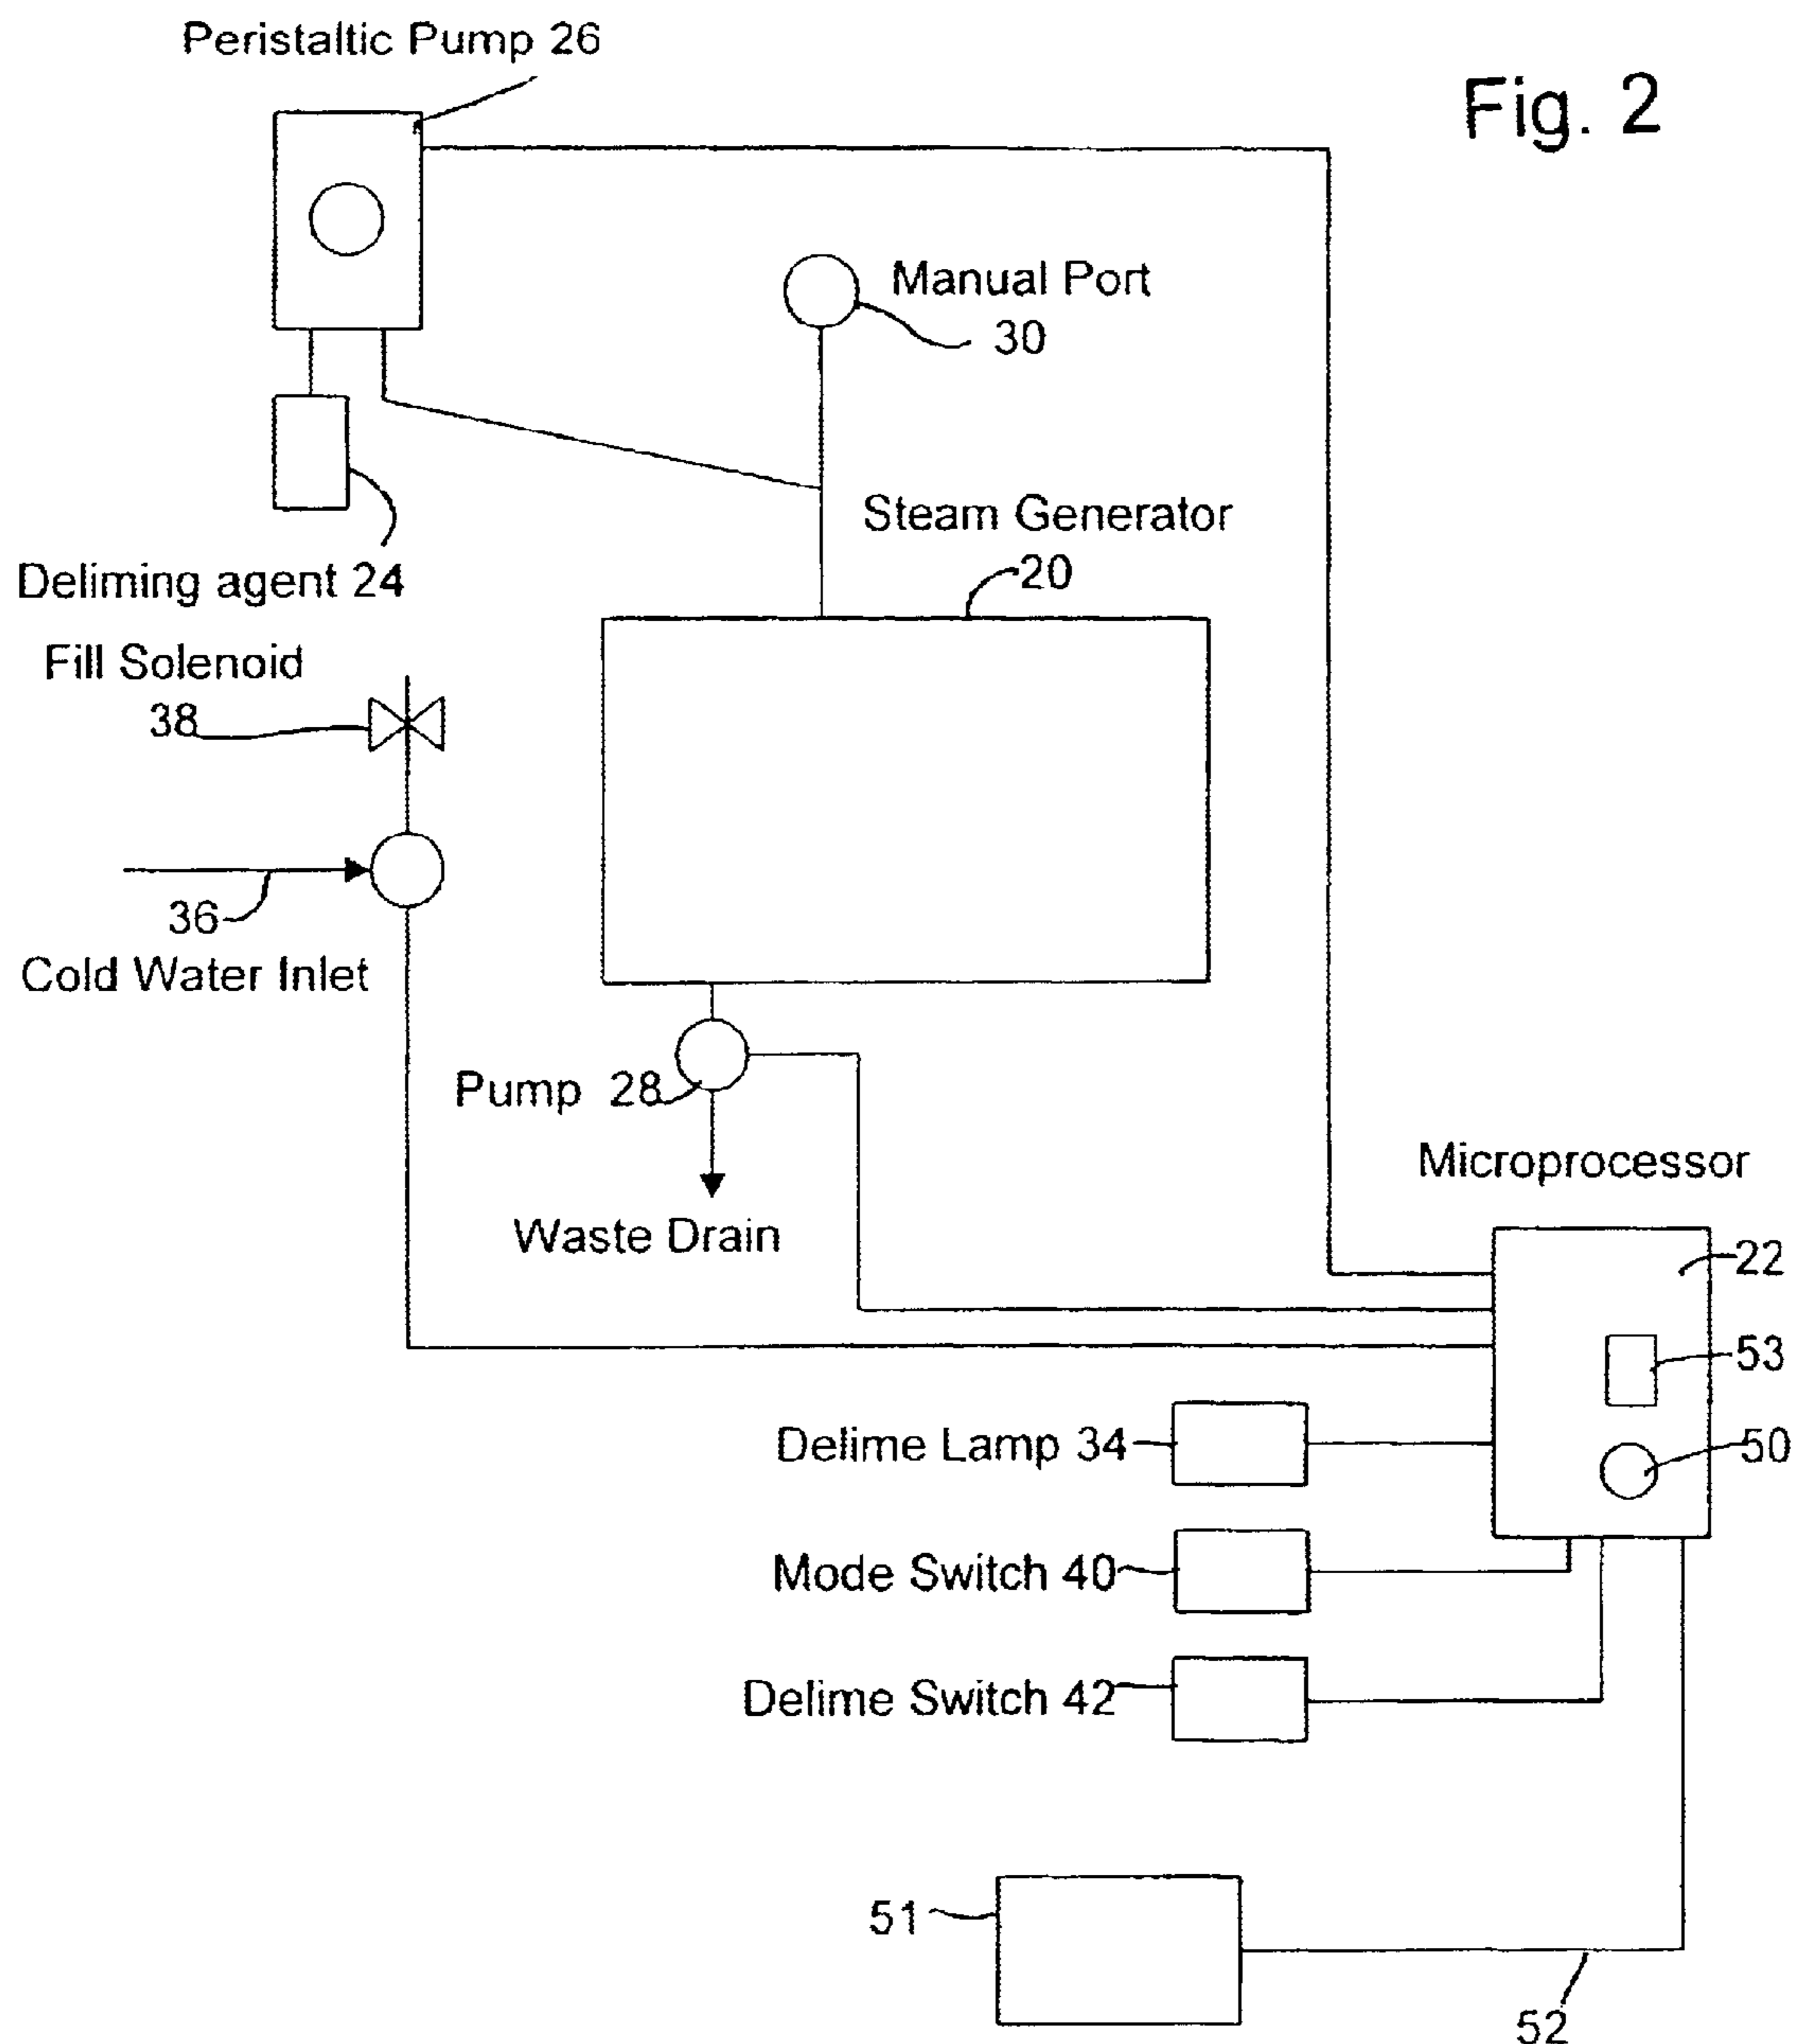 Peristaltic Pump 26
Fig. 2
Manual Port
30
Steam Generator
20
Deliming agent 24
Fill Solenoid
38
36
Cold Water Inlet
Pump 28
Waste Drain
Microprocessor
22
53
50
Delime Lamp 34
Mode Switch 40
Delime Switch 42
51
52